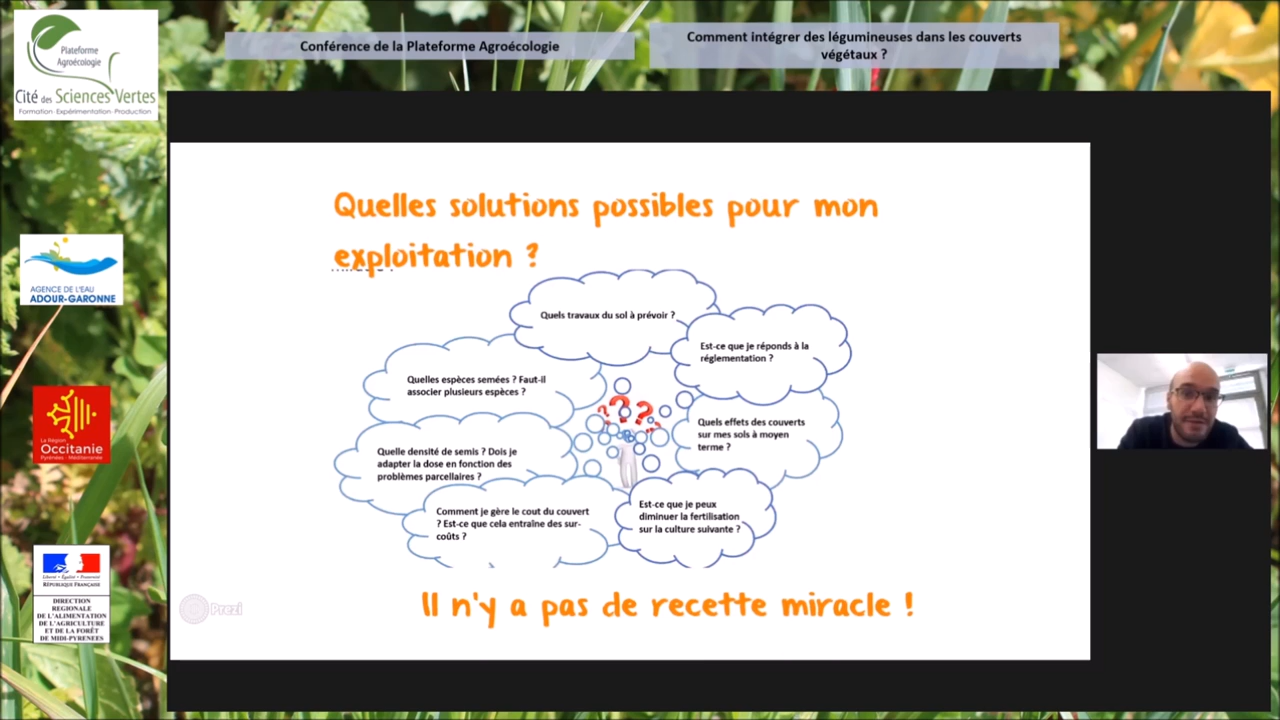 Plateforme
Agroécologie
Cité des Sciences Vertes
Formation - Expérimentation - Production
Conférence de la Plateforme Agroécologie
Comment intégrer des légumineuses dans les couverts
végétaux ?
AGENCE DE L'EAU
ADOUR-GARONNE
La Région
Occitanie
Pyrénées - Méditerranée
Liberté • Égalité • Fraternité
RÉPUBLIQUE FRANÇAISE
DIRECTION
REGIONALE
DE L'ALIMENTATION
DE L'AGRICULTURE
ET DE LA FORÊT
DE MIDI-PYRENEES
Quelles solutions possibles pour mon
exploitation ?
Quels travaux du sol à prévoir ?
Est-ce que je réponds à la
réglementation ?
Quelles espèces semées ? Faut-il
associer plusieurs espèces ?
Quels effets des couverts
sur mes sols à moyen
terme ?
Quelle densité de semis ? Dois je
adapter la dose en fonction des
problèmes parcellaires ?
Est-ce que je peux
diminuer la fertilisation
sur la culture suivante ?
Comment je gère le cout du couvert
? Est-ce que cela entraîne des sur-
coûts ?
Il n'y a pas de recette miracle !
Prezi